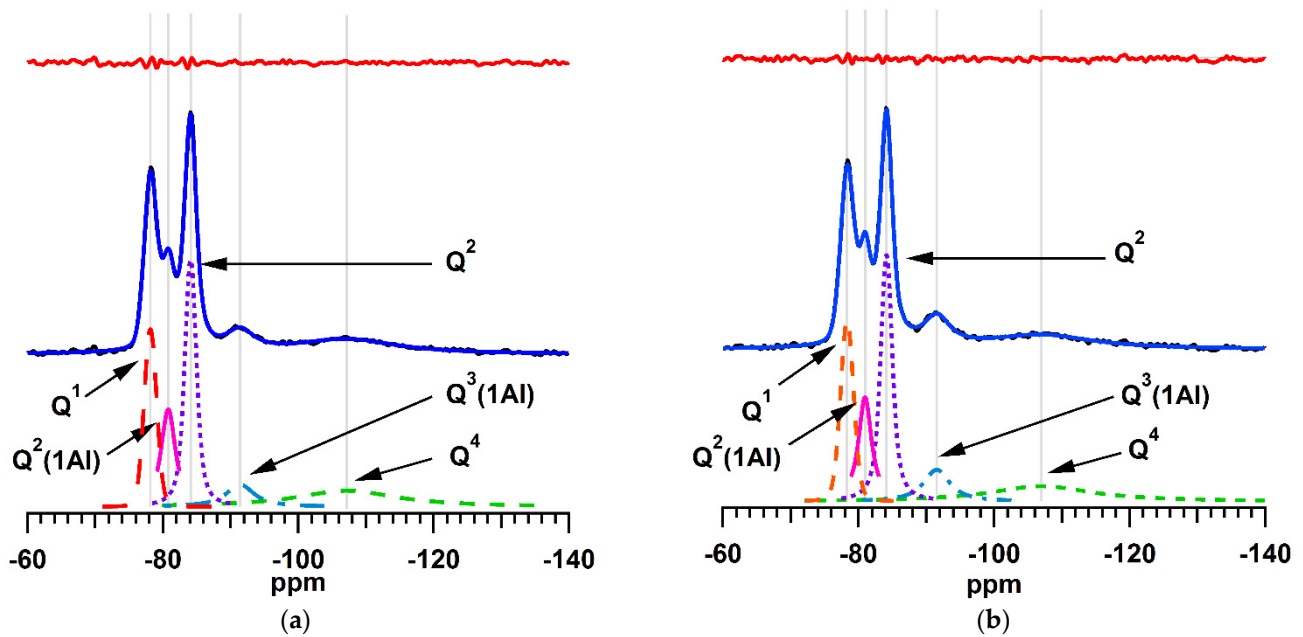 Q²
Q¹
Q³(1Al)
Q²(1Al)
Q⁴
-60 -80 -100 -120 -140
ppm
(a)
Q²
Q¹
Q³(1Al)
Q²(1Al)
Q⁴
-60 -80 -100 -120 -140
ppm
(b)